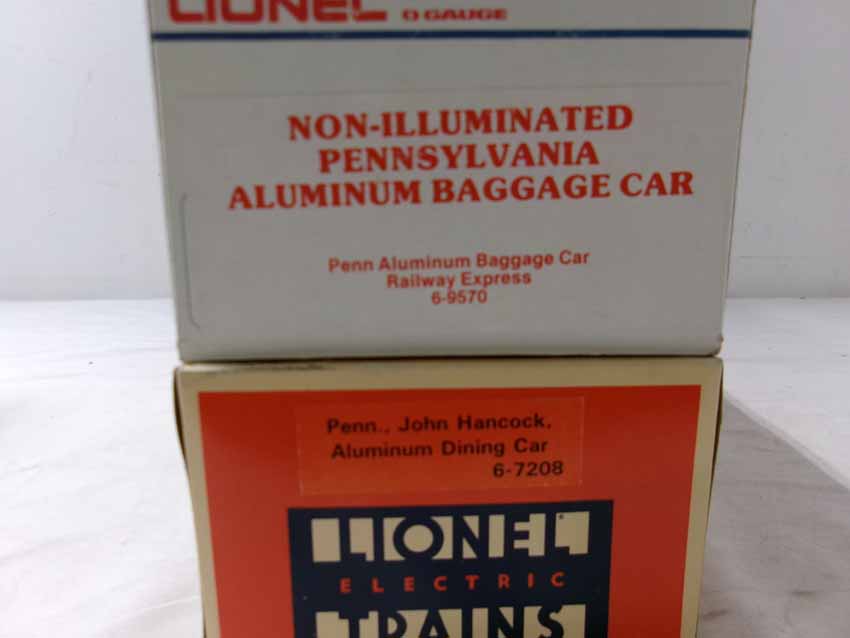 LIONEL O GAUGE
NON-ILLUMINATED
PENNSYLVANIA
ALUMINUM BAGGAGE CAR
Penn Aluminum Baggage Car
Railway Express
6-9570
Penn., John Hancock,
Aluminum Dining Car
6-7208
LIONEL
ELECTRIC
TRAINS